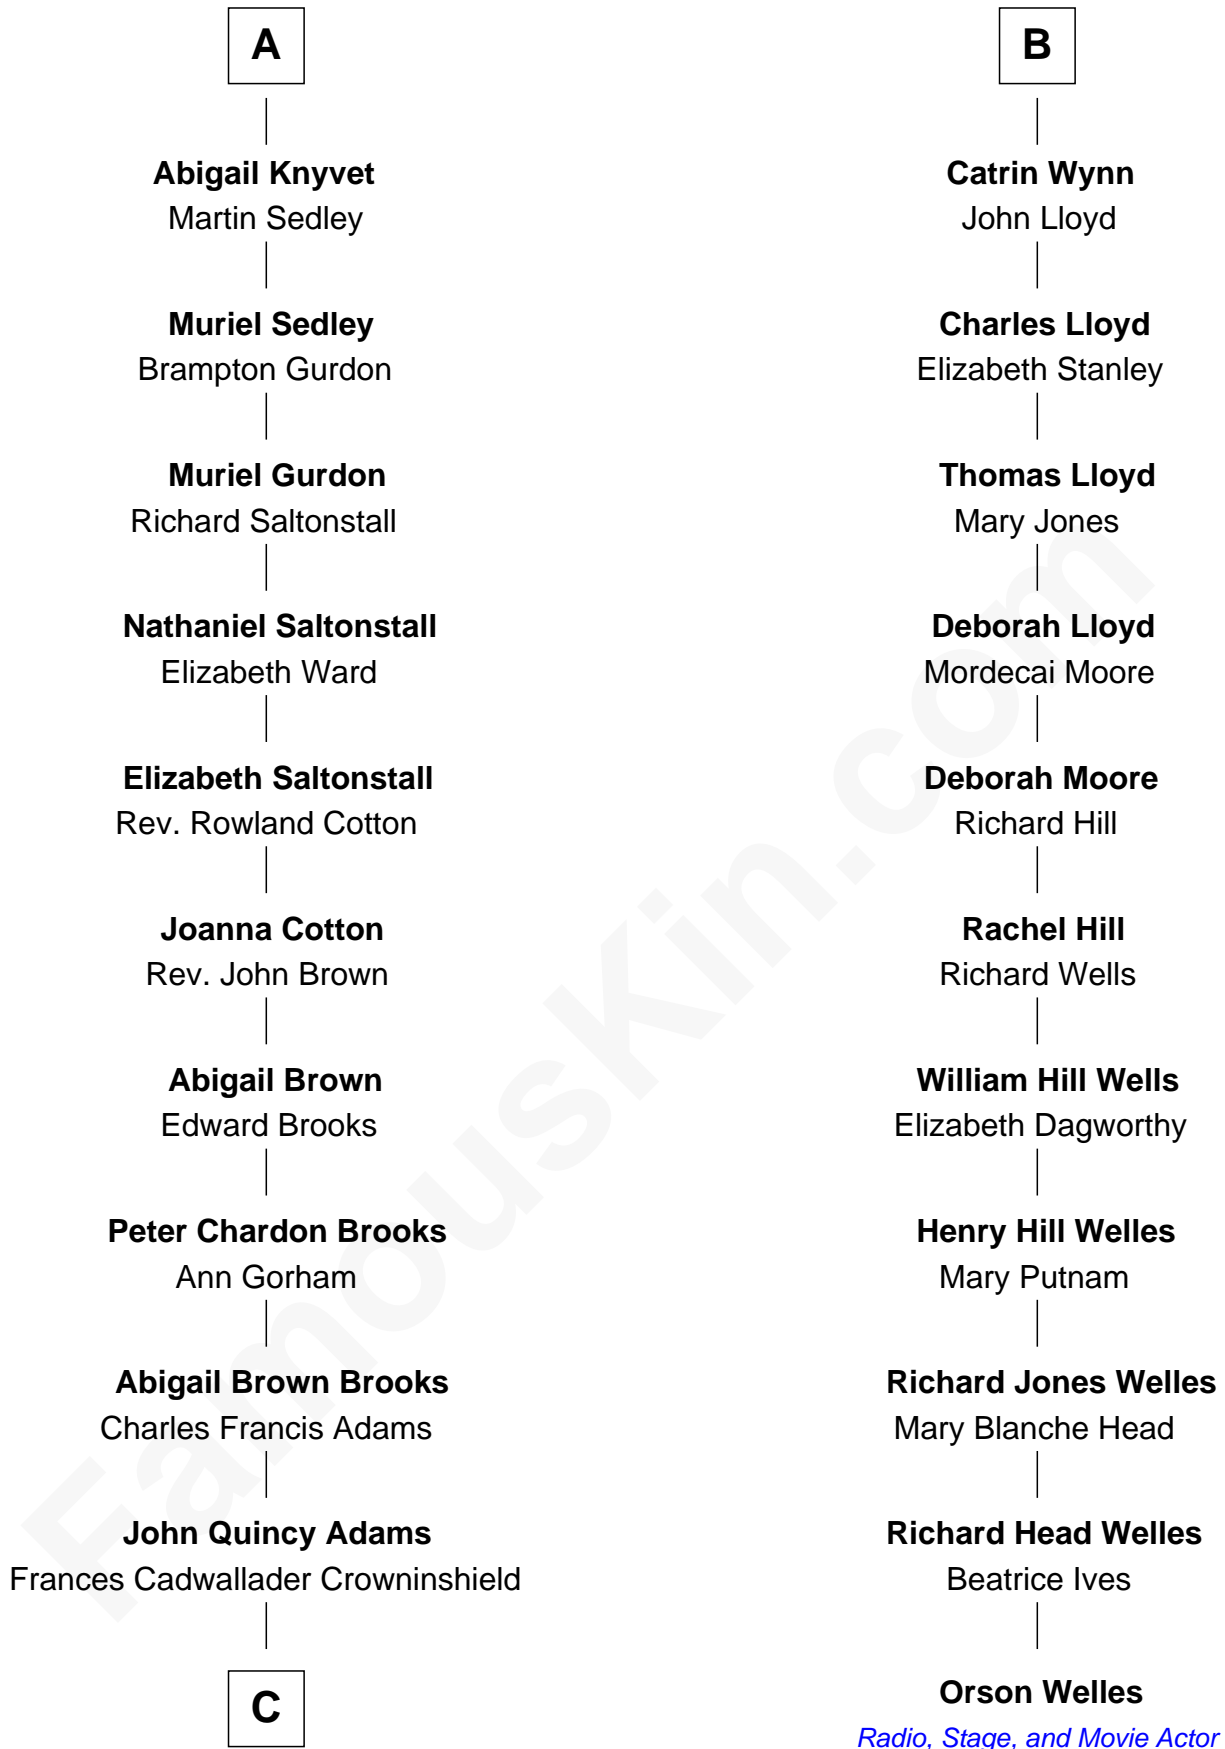 A
Abigail Knyvet
Martin Sedley
Muriel Sedley
Brampton Gurdon
Muriel Gurdon
Richard Saltonstall
Nathaniel Saltonstall
Elizabeth Ward
Elizabeth Saltonstall
Rev. Rowland Cotton
Joanna Cotton
Rev. John Brown
Abigail Brown
Edward Brooks
Peter Chardon Brooks
Ann Gorham
Abigail Brown Brooks
Charles Francis Adams
John Quincy Adams
Frances Cadwallader Crowninshield
C
B
Catrin Wynn
John Lloyd
Charles Lloyd
Elizabeth Stanley
Thomas Lloyd
Mary Jones
Deborah Lloyd
Mordecai Moore
Deborah Moore
Richard Hill
Rachel Hill
Richard Wells
William Hill Wells
Elizabeth Dagworthy
Henry Hill Welles
Mary Putnam
Richard Jones Welles
Mary Blanche Head
Richard Head Welles
Beatrice Ives
Orson Welles
Radio, Stage, and Movie Actor
FamousKin.com